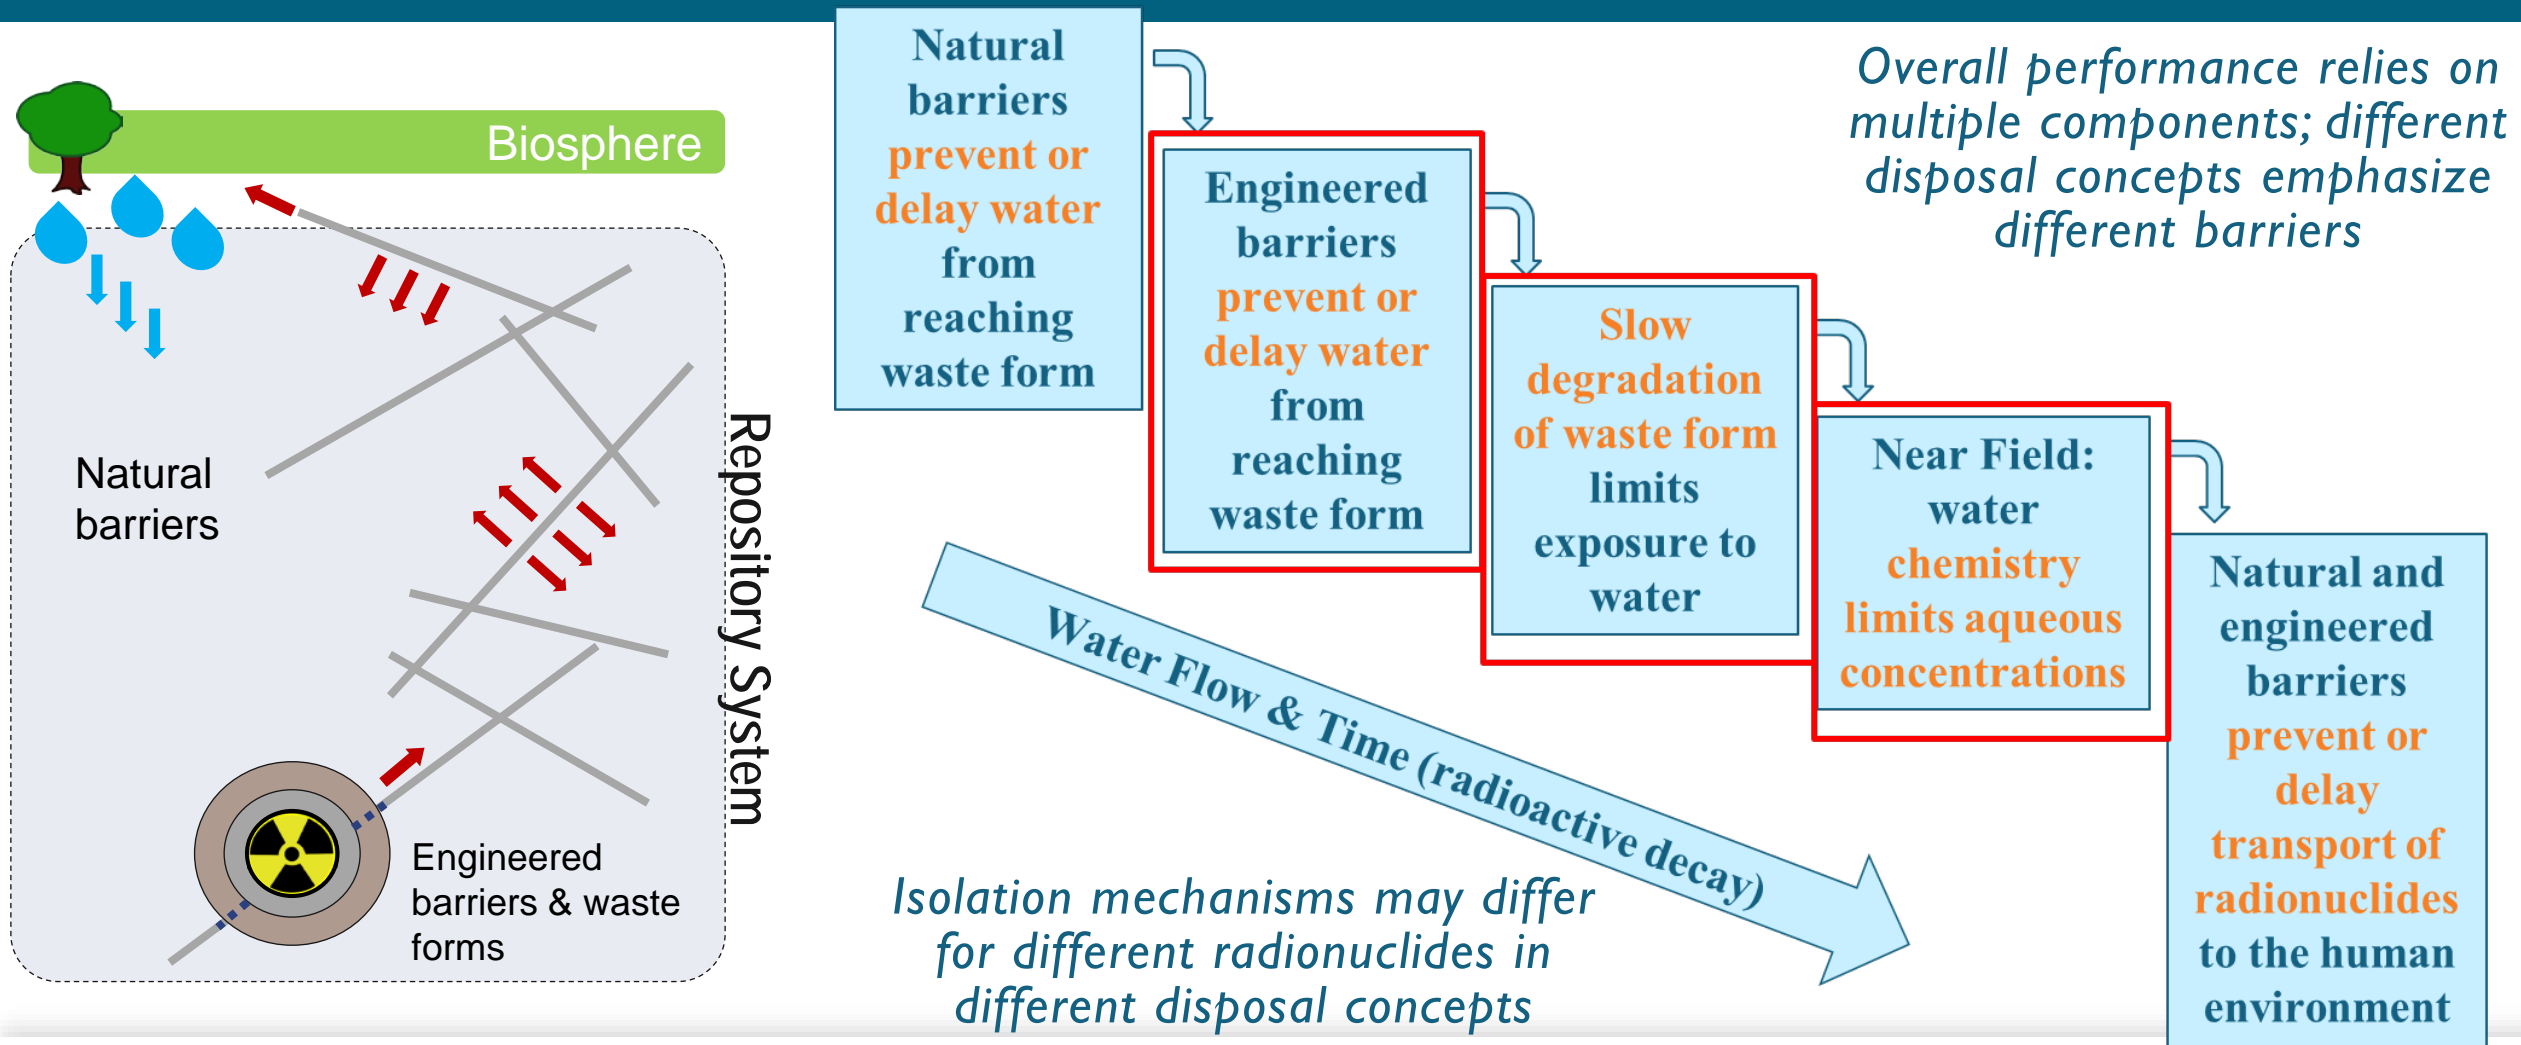 Biosphere
Natural
barriers
Repository System
Engineered
barriers & waste
forms
Natural
barriers
prevent or
delay water
from
reaching
waste form
Engineered
barriers
prevent or
delay water
from
reaching
waste form
Slow
degradation
of waste form
limits
exposure to
water
Near Field:
water
chemistry
limits aqueous
concentrations
Natural and
engineered
barriers
prevent or
delay
transport of
radionuclides
to the human
environment
Overall performance relies on
multiple components; different
disposal concepts emphasize
different barriers
Water Flow & Time (radioactive decay)
Isolation mechanisms may differ
for different radionuclides in
different disposal concepts